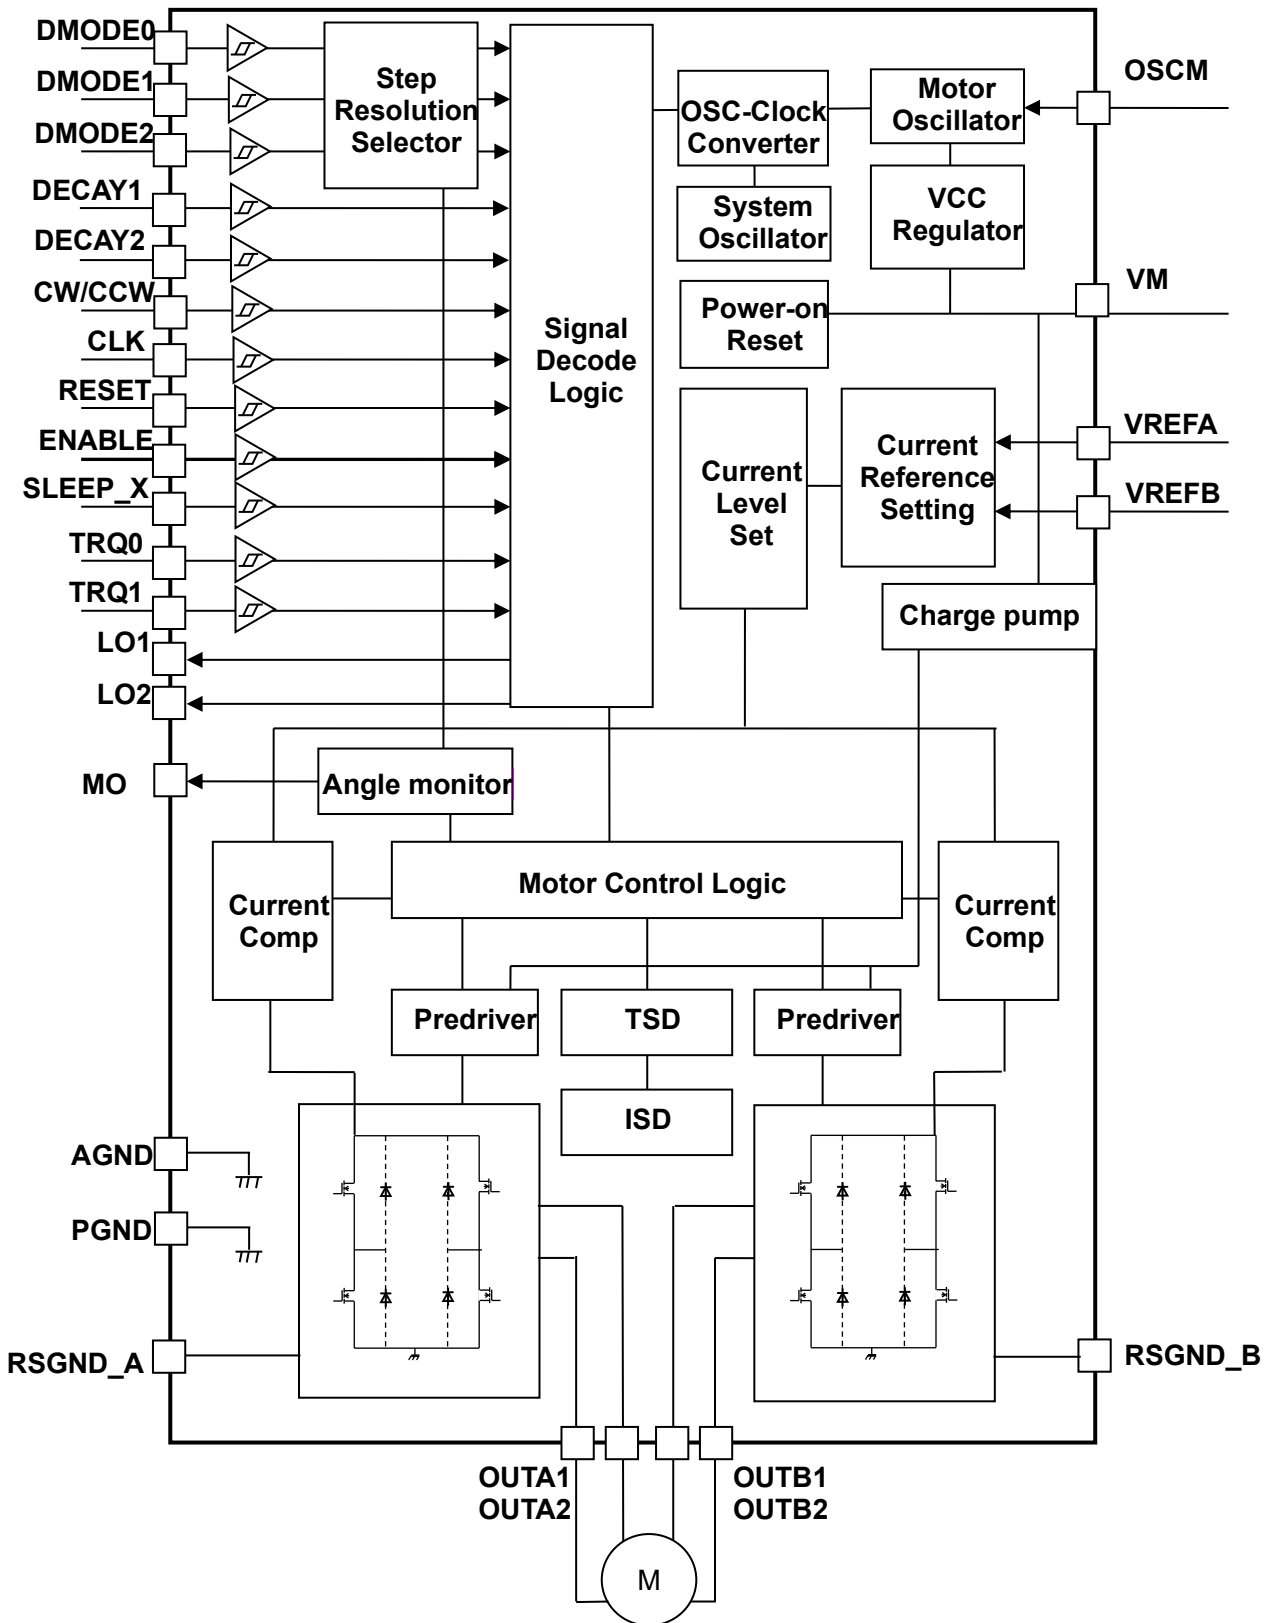 DMODE0
DMODE1
DMODE2
DECAY1
DECAY2
CW/CCW
CLK
RESET
ENABLE
SLEEP_X
TRQ0
TRQ1
LO1
LO2
MO
AGND
PGND
RSGND_A
Step
Resolution
Selector
Signal
Decode
Logic
OSC-Clock
Converter
Motor
Oscillator
System
Oscillator
VCC
Regulator
Power-on
Reset
Current
Level
Set
Current
Reference
Setting
Charge pump
OSCM
VM
VREFA
VREFB
Angle monitor
Motor Control Logic
Current
Comp
Current
Comp
Predriver
TSD
Predriver
ISD
RSGND_B
OUTA1
OUTA2
OUTB1
OUTB2
M